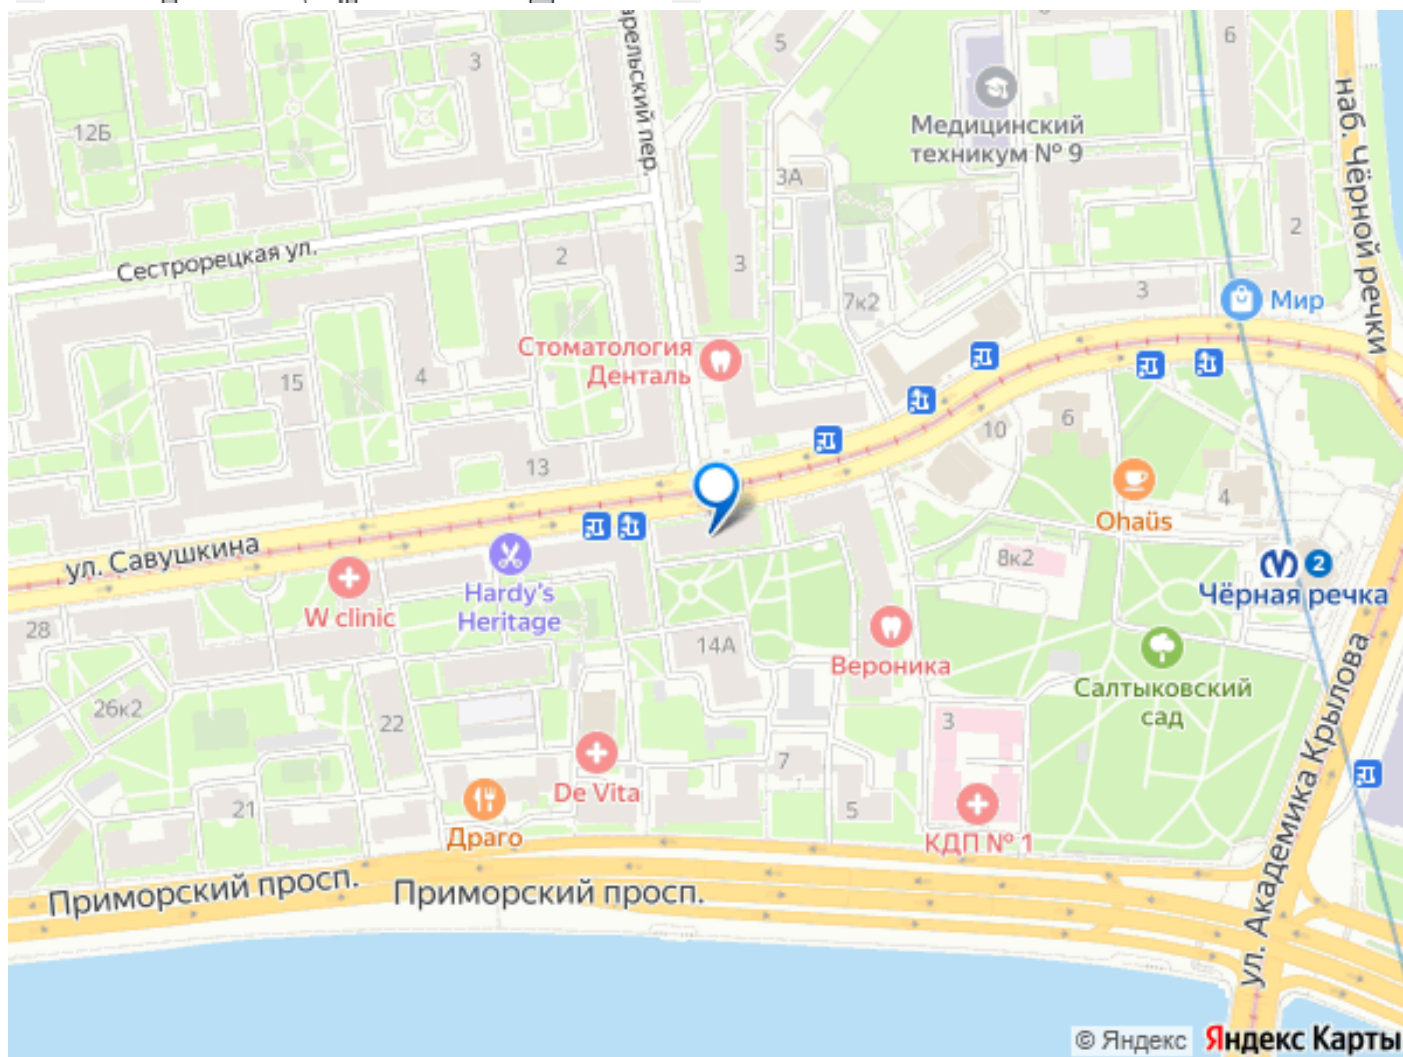 5
6
3
12Б
арельский пер.
наб. Чёрной речки
Медицинский
техникум № 9
3А
2
Сестрорецкая ул.
2
3
7к2
3
Мир
Стоматология
Денталь
15
4
6
10
13
4
Ohaüs
ул. Савушкина
8к2
2
Чёрная речка
W clinic
Hardy's
Heritage
28
14А
Вероника
Салтыковский
сад
26к2
22
3
7
De Vita
21
5
Драго
КДП № 1
ул. Академика Крылова
Приморский просп.
Приморский просп.
© Яндекс Яндекс Карты